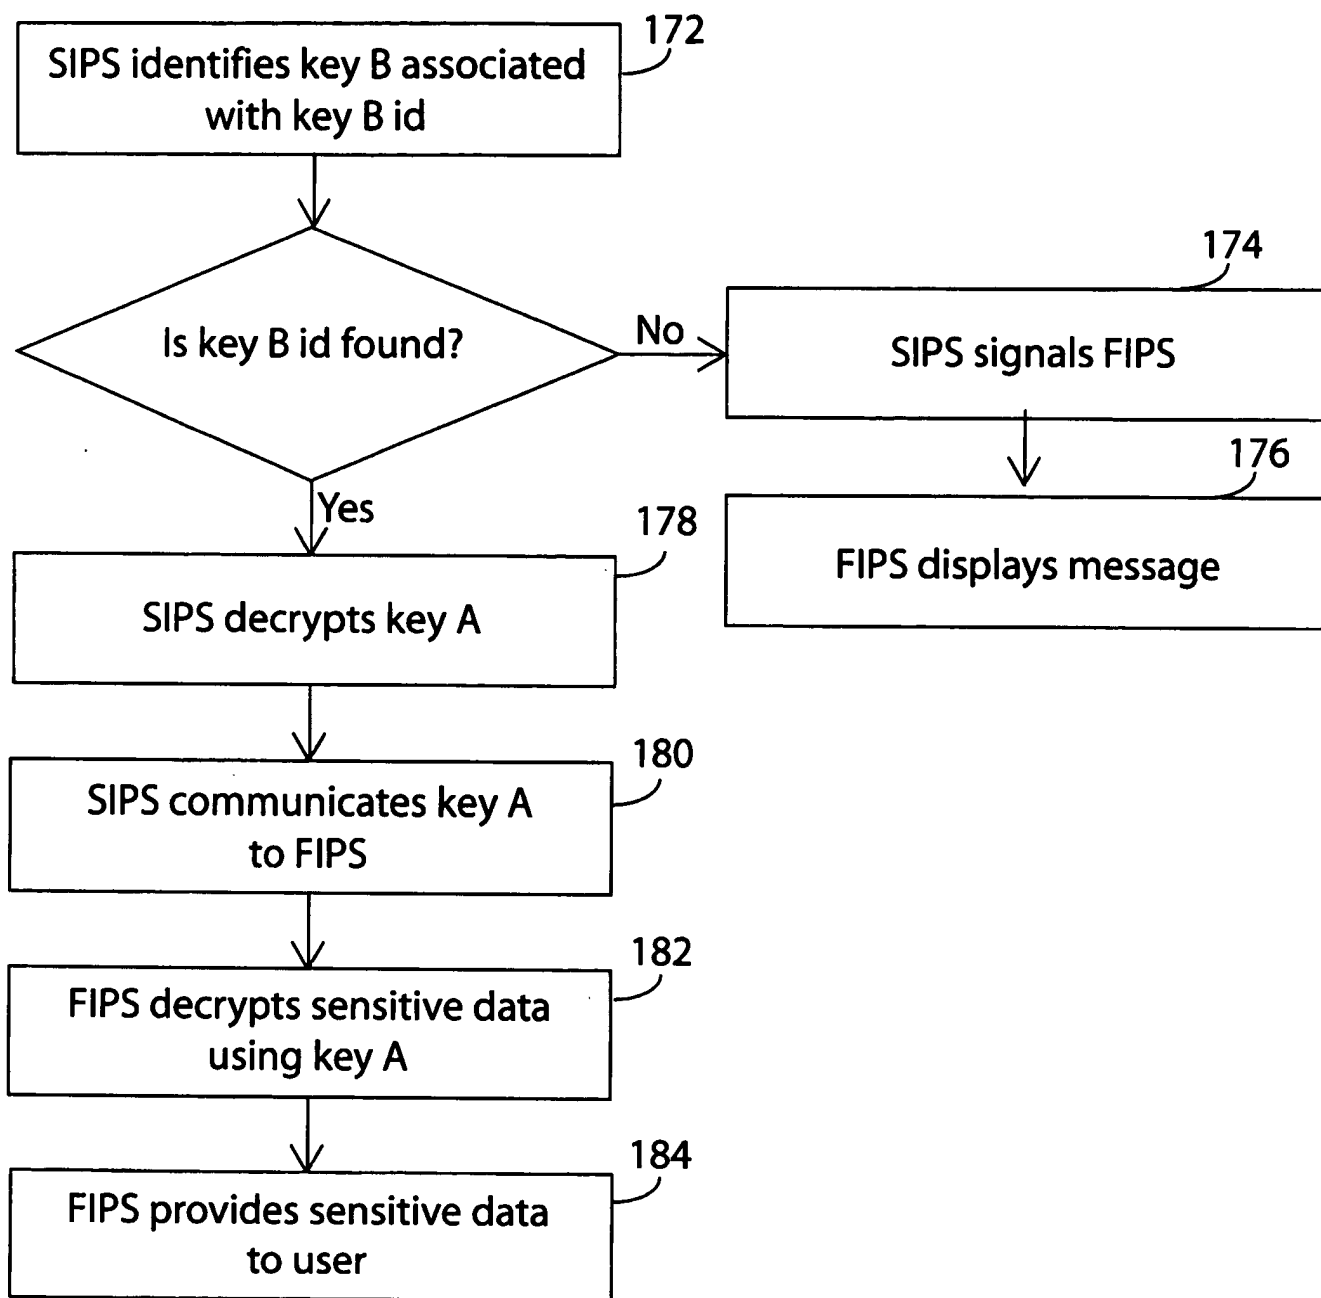 172
SIPS identifies key B associated
with key B id
Is key B id found?
No
174
SIPS signals FIPS
176
FIPS displays message
Yes
178
SIPS decrypts key A
180
SIPS communicates key A
to FIPS
182
FIPS decrypts sensitive data
using key A
184
FIPS provides sensitive data
to user